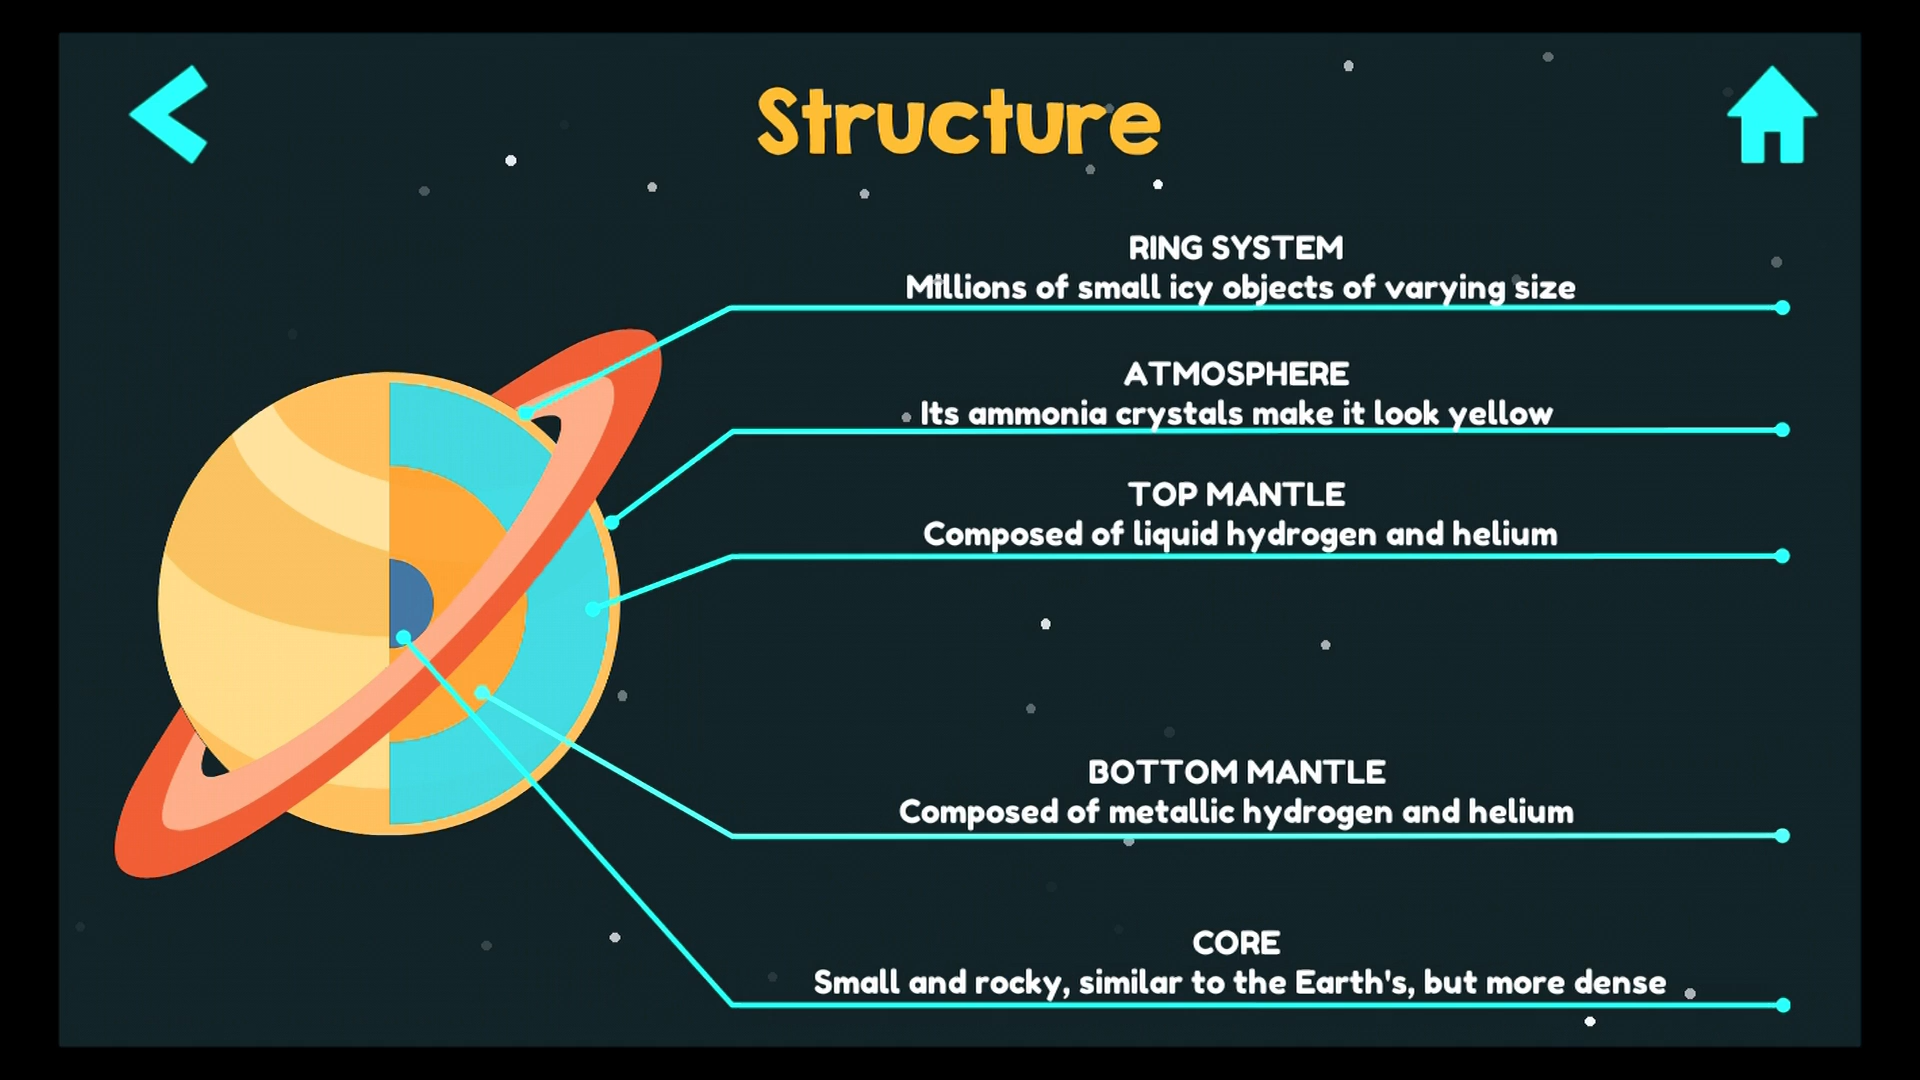 Structure
RING SYSTEM
Millions of small icy objects of varying size
ATMOSPHERE
Its ammonia crystals make it look yellow
TOP MANTLE
Composed of liquid hydrogen and helium
BOTTOM MANTLE
Composed of metallic hydrogen and helium
CORE
Small and rocky, similar to the Earth's, but more dense